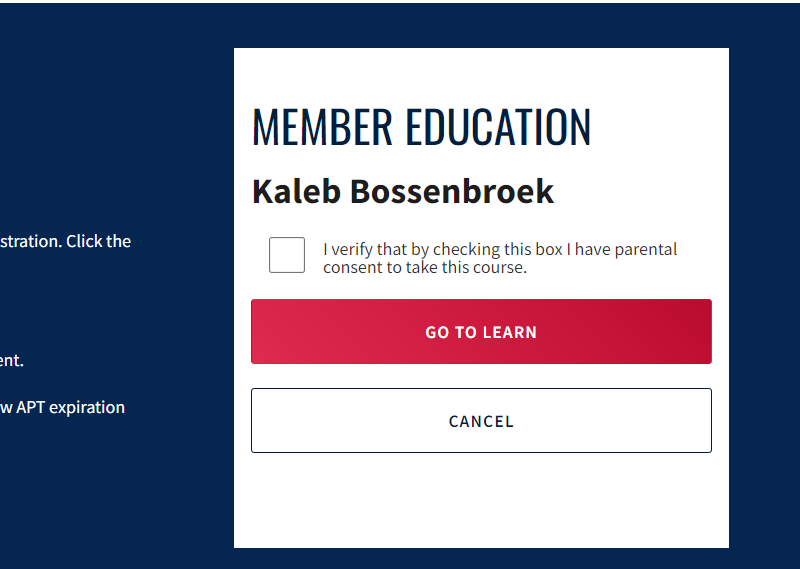 MEMBER EDUCATION
Kaleb Bossenbroek
stration. Click the
I verify that by checking this box I have parental
consent to take this course.
GO TO LEARN
ent.
w APT expiration
CANCEL